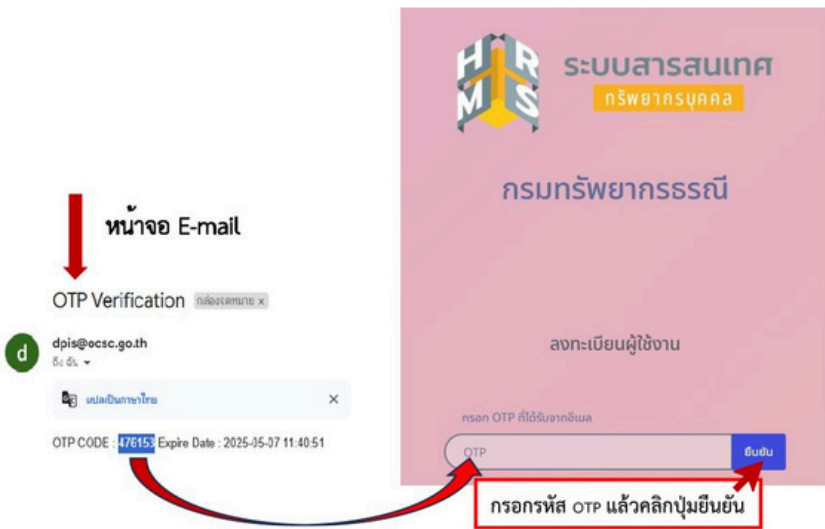 HR
MS
ระบบสารสนเทศ
ทรัพยากรบุคคล
กรมทรัพยากรธรณี
หน้าจอ E-mail
OTP Verification กล่องจดหมาย x
d
dpis@ocsc.go.th
ถึง ฉัน
แปลเป็นภาษาไทย
OTP CODE : 476153 Expire Date : 2025-05-07 11:40:51
ลงทะเบียนผู้ใช้งาน
กรอก OTP ที่ได้รับจากอีเมล
OTP
ยืนยัน
กรอกรหัส OTP แล้วคลิกปุ่มยืนยัน